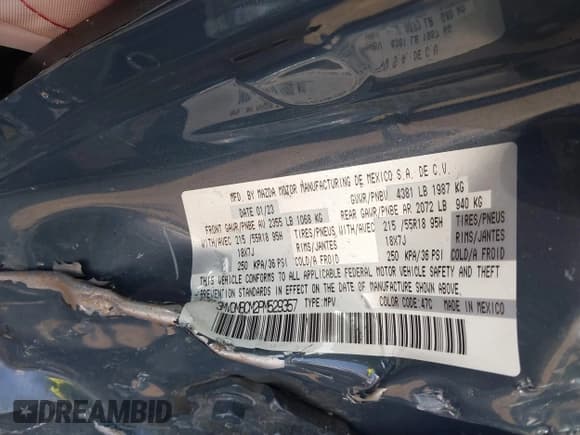 MFD. BY MAZDA MOTOR MANUFACTURING DE MEXICO S.A. DE C.V.
DATE 01/23 GVWR/PNBV 4381 LB 1987 KG
FRONT GAWR/PNBE AV 2355 LB 1068 KG REAR GAWR/PNBE AR 2072 LB 940 KG
WITH/AVEC 215 /55R18 95H TIRES/PNEUS WITH/AVEC 215 /55R18 95H TIRES/PNEUS
18X7J RIMS/JANTES 18X7J RIMS/JANTES
250 KPA/36 PSI COLD/A FROID 250 KPA/36 PSI COLD/A FROID
THIS VEHICLE CONFORMS TO ALL APPLICABLE FEDERAL MOTOR VEHICLE SAFETY AND THEFT
PREVENTION STANDARDS IN EFFECT ON THE DATE OF MANUFACTURE SHOWN ABOVE.
TYPE MPV COLOR CODE 47C MADE IN MEXICO
DREAMBID